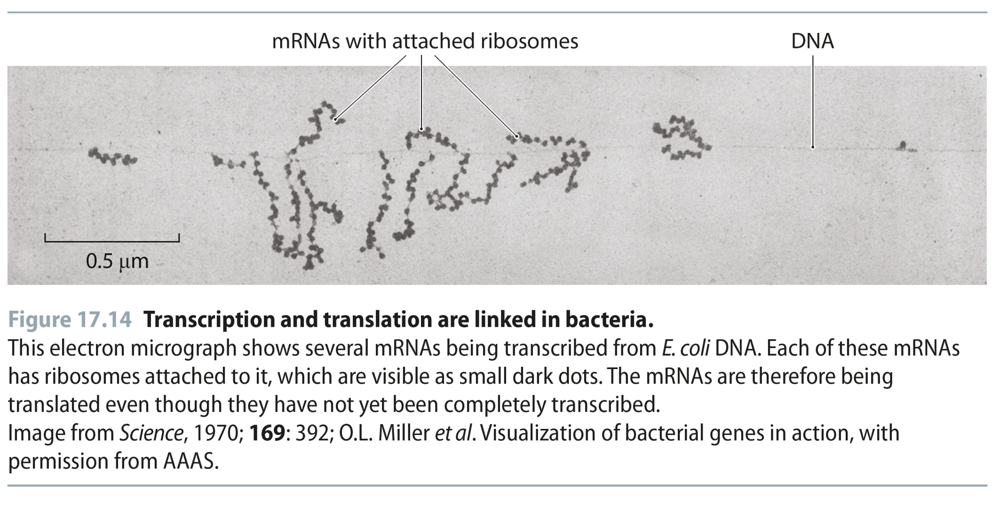 mRNAs with attached ribosomes
DNA
0.5 μm
Figure 17.14 Transcription and translation are linked in bacteria.
This electron micrograph shows several mRNAs being transcribed from E. coli DNA. Each of these mRNAs
has ribosomes attached to it, which are visible as small dark dots. The mRNAs are therefore being
translated even though they have not yet been completely transcribed.
Image from Science, 1970; 169: 392; O.L. Miller et al. Visualization of bacterial genes in action, with
permission from AAAS.